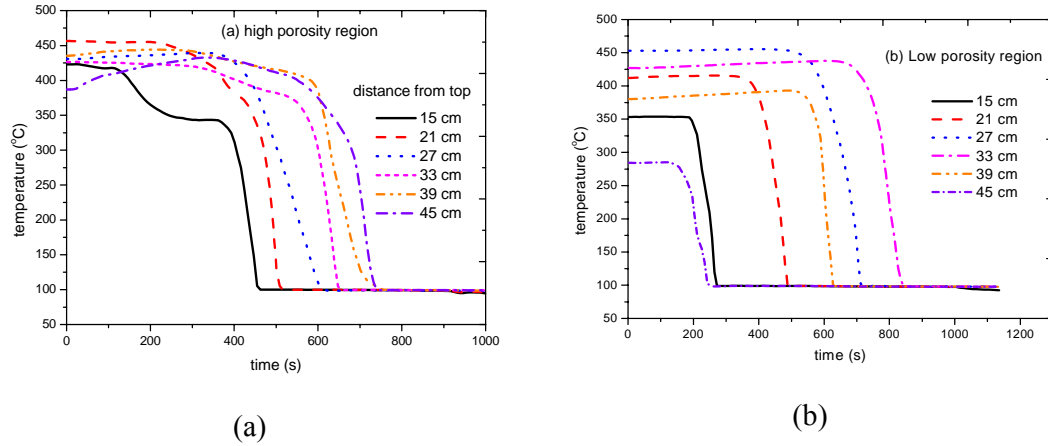 (a) high porosity region
distance from top
15 cm
21 cm
27 cm
33 cm
39 cm
45 cm
temperature (°C)
450
400
350
300
250
200
150
100
50
0 200 400 600 800 1000
time (s)
(a)
(b) Low porosity region
15 cm
21 cm
27 cm
33 cm
39 cm
45 cm
temperature (°C)
500
450
400
350
300
250
200
150
100
50
0 200 400 600 800 1000 1200
time (s)
(b)